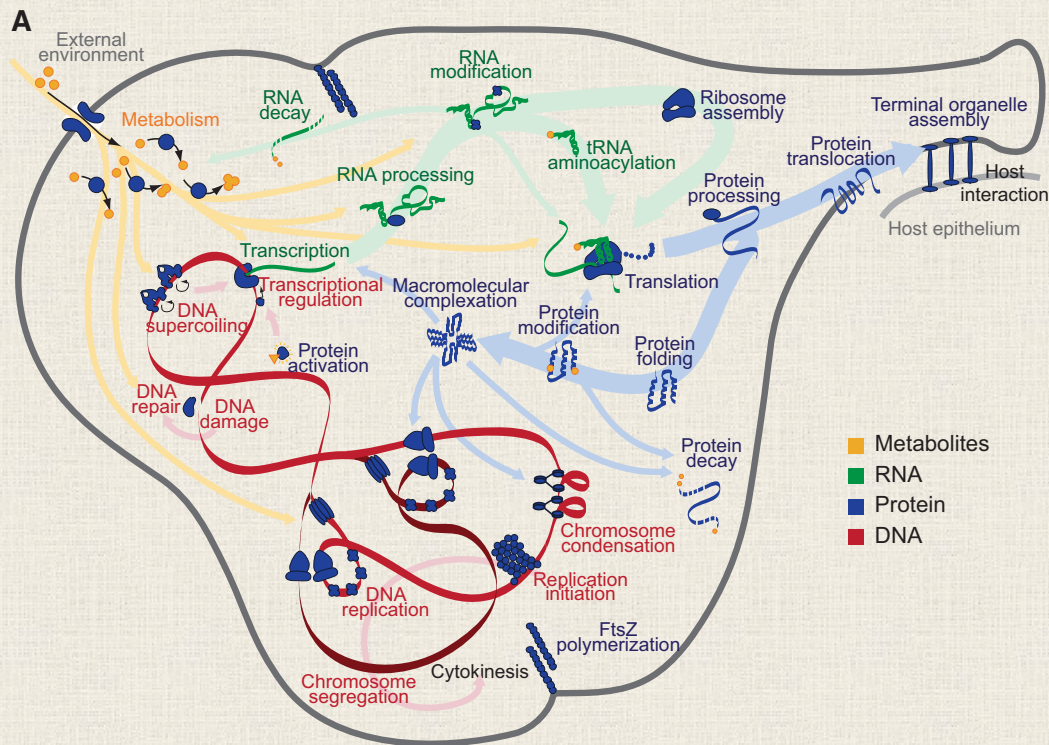 A
External
environment
Metabolism
RNA
decay
RNA
modification
Ribosome
assembly
Terminal organelle
assembly
tRNA
aminoacylation
Protein
translocation
RNA processing
Protein
processing
Host
interaction
Host epithelium
Transcription
Transcriptional
regulation
Macromolecular
complexation
Translation
DNA
supercoiling
Protein
modification
Protein
activation
Protein
folding
DNA
repair
DNA
damage
Protein
decay
Metabolites
RNA
Protein
DNA
Chromosome
condensation
Replication
initiation
DNA
replication
FtsZ
polymerization
Cytokinesis
Chromosome
segregation